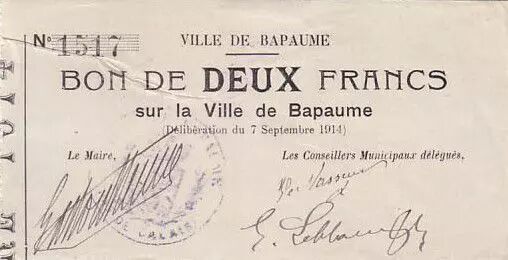 Nº 1517
VILLE DE BAPAUME
BON DE DEUX FRANCS
sur la Ville de Bapaume
(Délibération du 7 Septembre 1914)
Le Maire,
Les Conseillers Municipaux délégués,